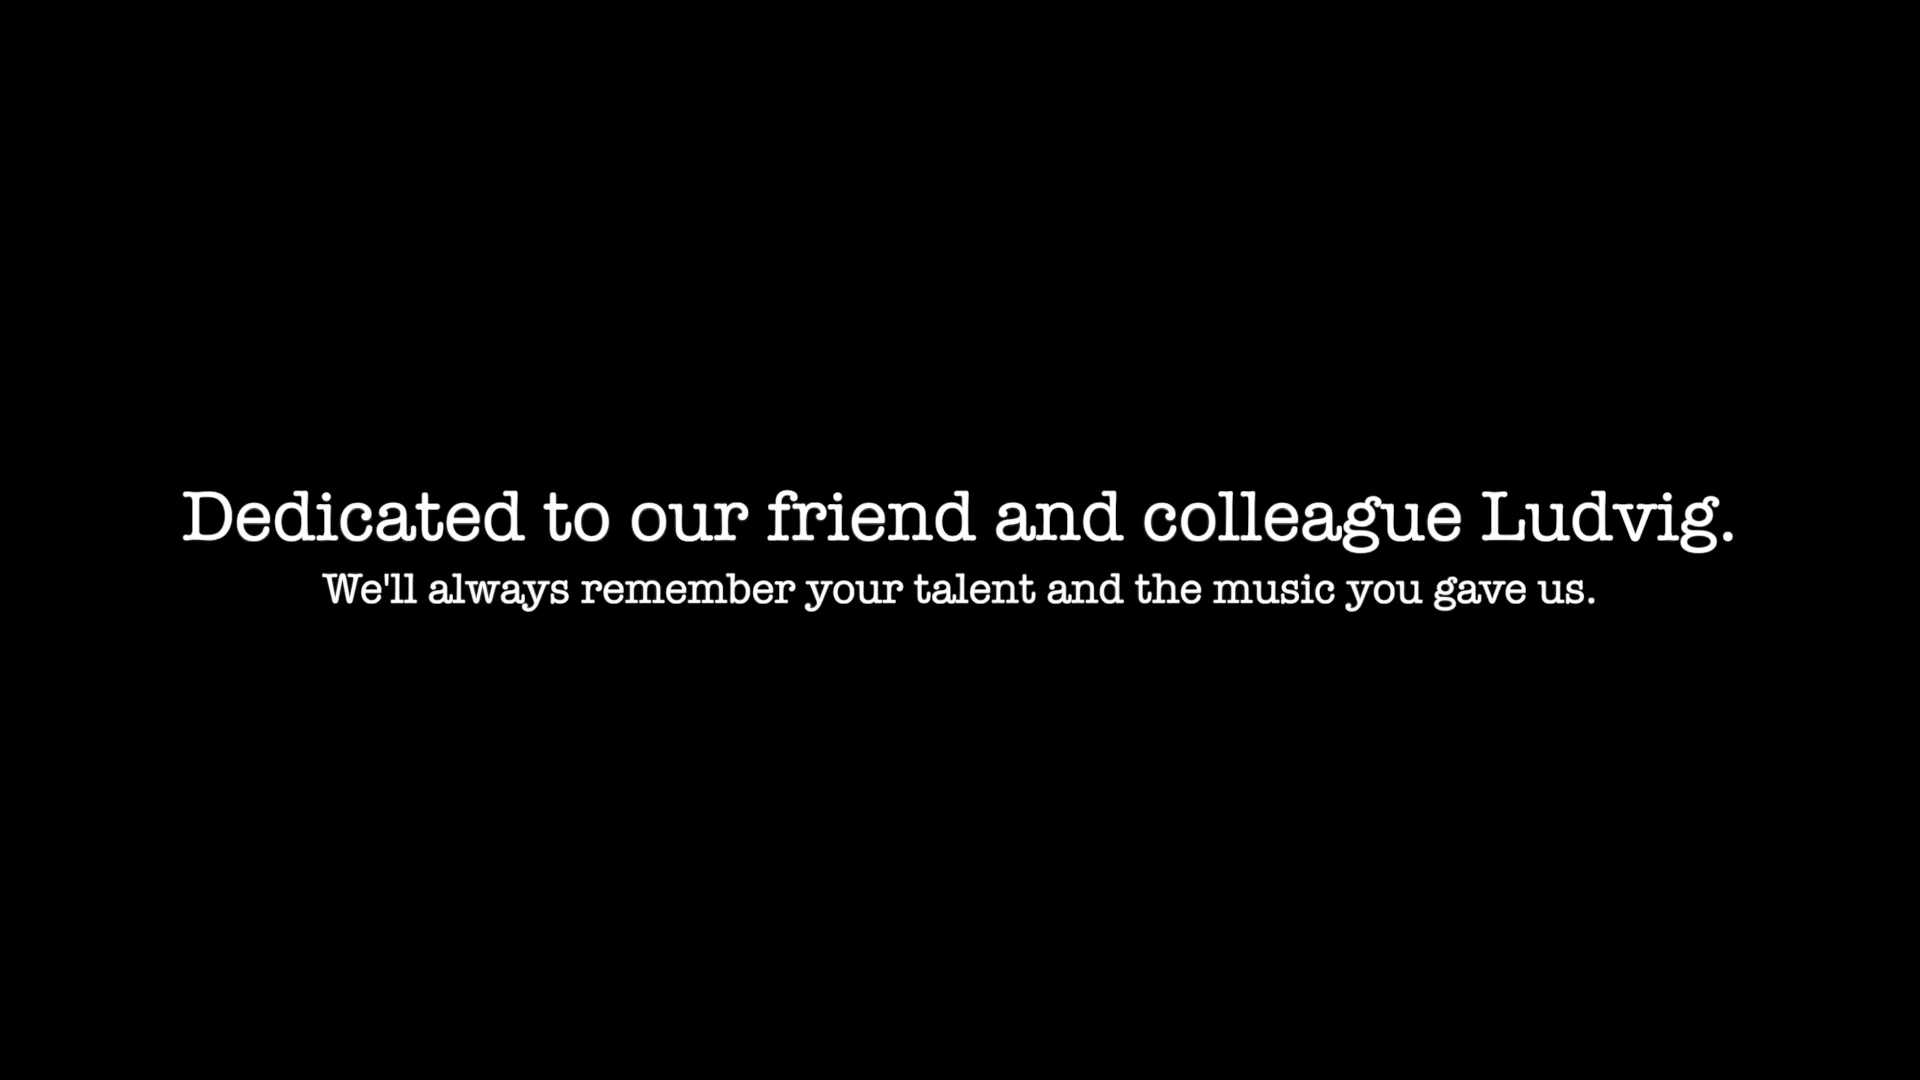 Dedicated to our friend and colleague Ludvig.
We'll always remember your talent and the music you gave us.